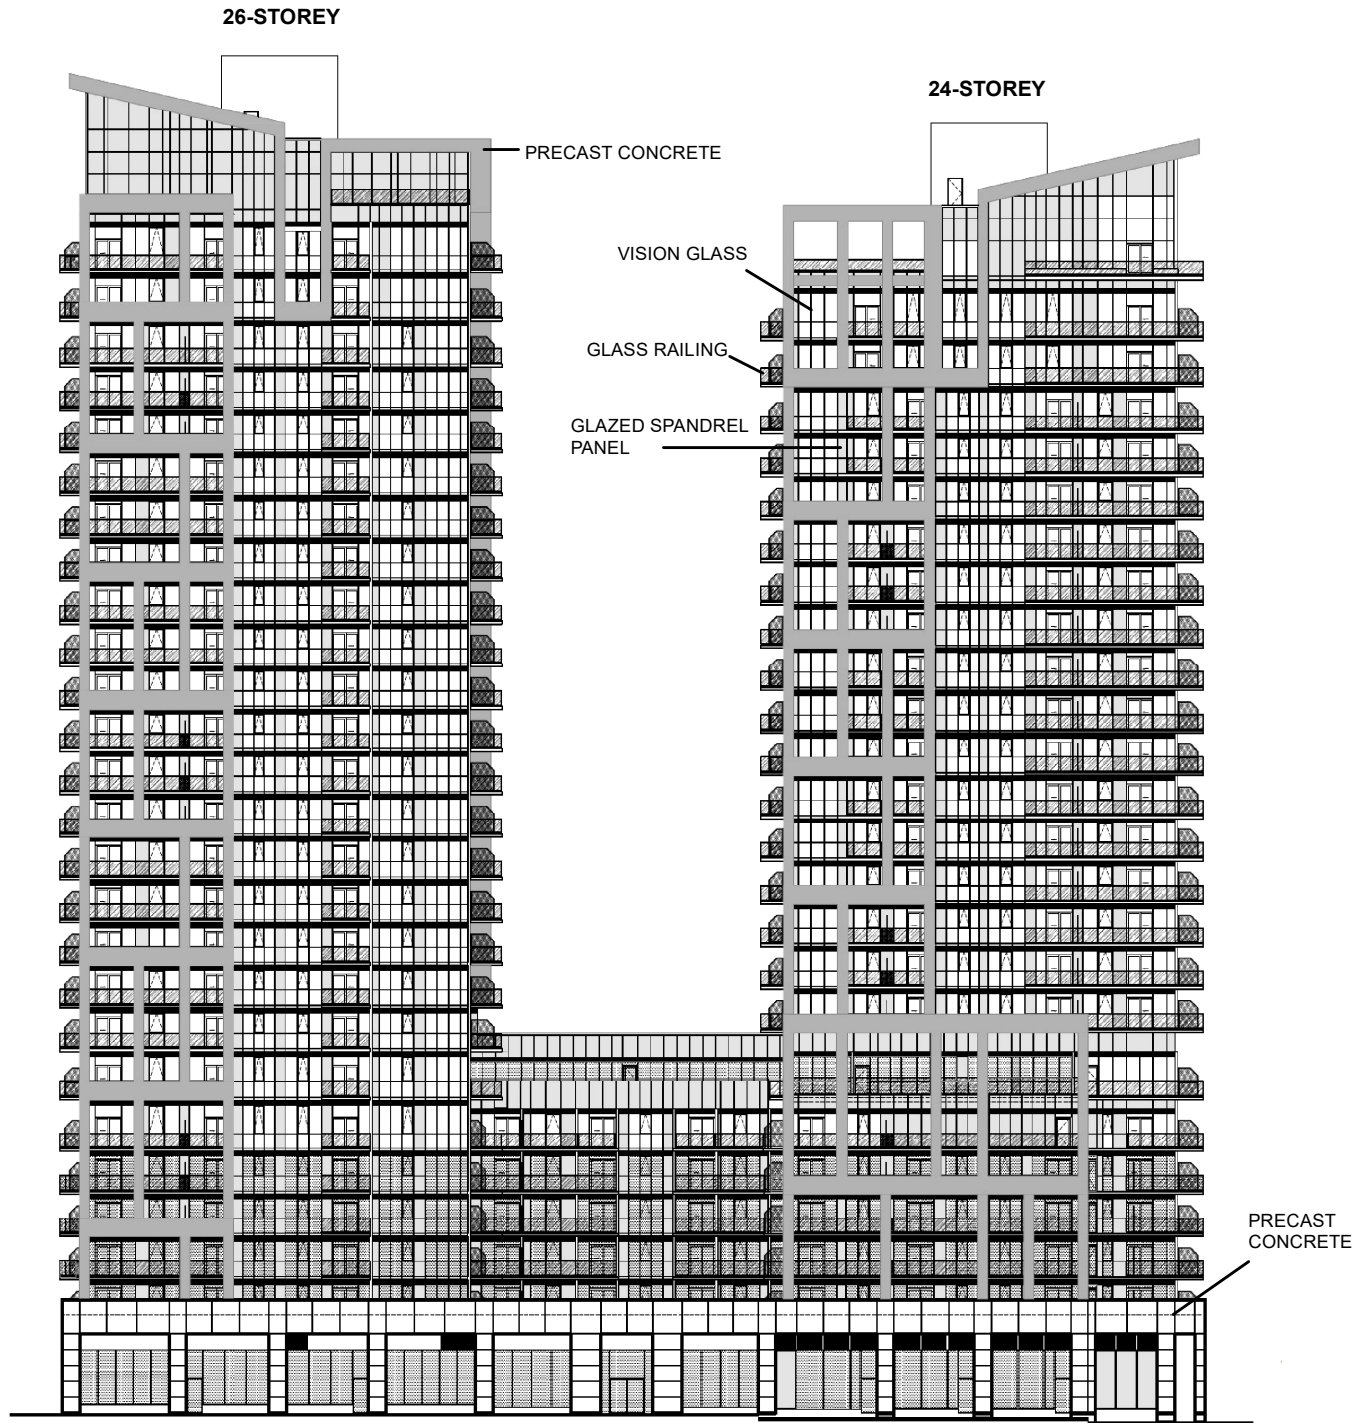 26-STOREY
24-STOREY
PRECAST CONCRETE
VISION GLASS
GLASS RAILING
GLAZED SPANDREL
PANEL
PRECAST
CONCRETE